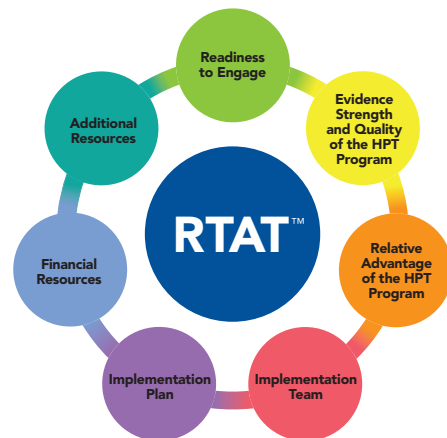 Readiness
to Engage
Evidence
Strength
and Quality
of the HPT
Program
Relative
Advantage
of the HPT
Program
Implementation
Team
Implementation
Plan
Financial
Resources
Additional
Resources
RTAT™